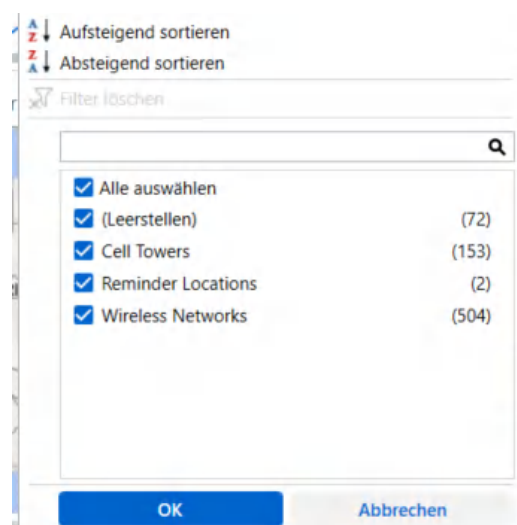 Aufsteigend sortieren
Absteigend sortieren
Filter löschen
Alle auswählen
(Leerstellen) (72)
Cell Towers (153)
Reminder Locations (2)
Wireless Networks (504)
OK Abbrechen